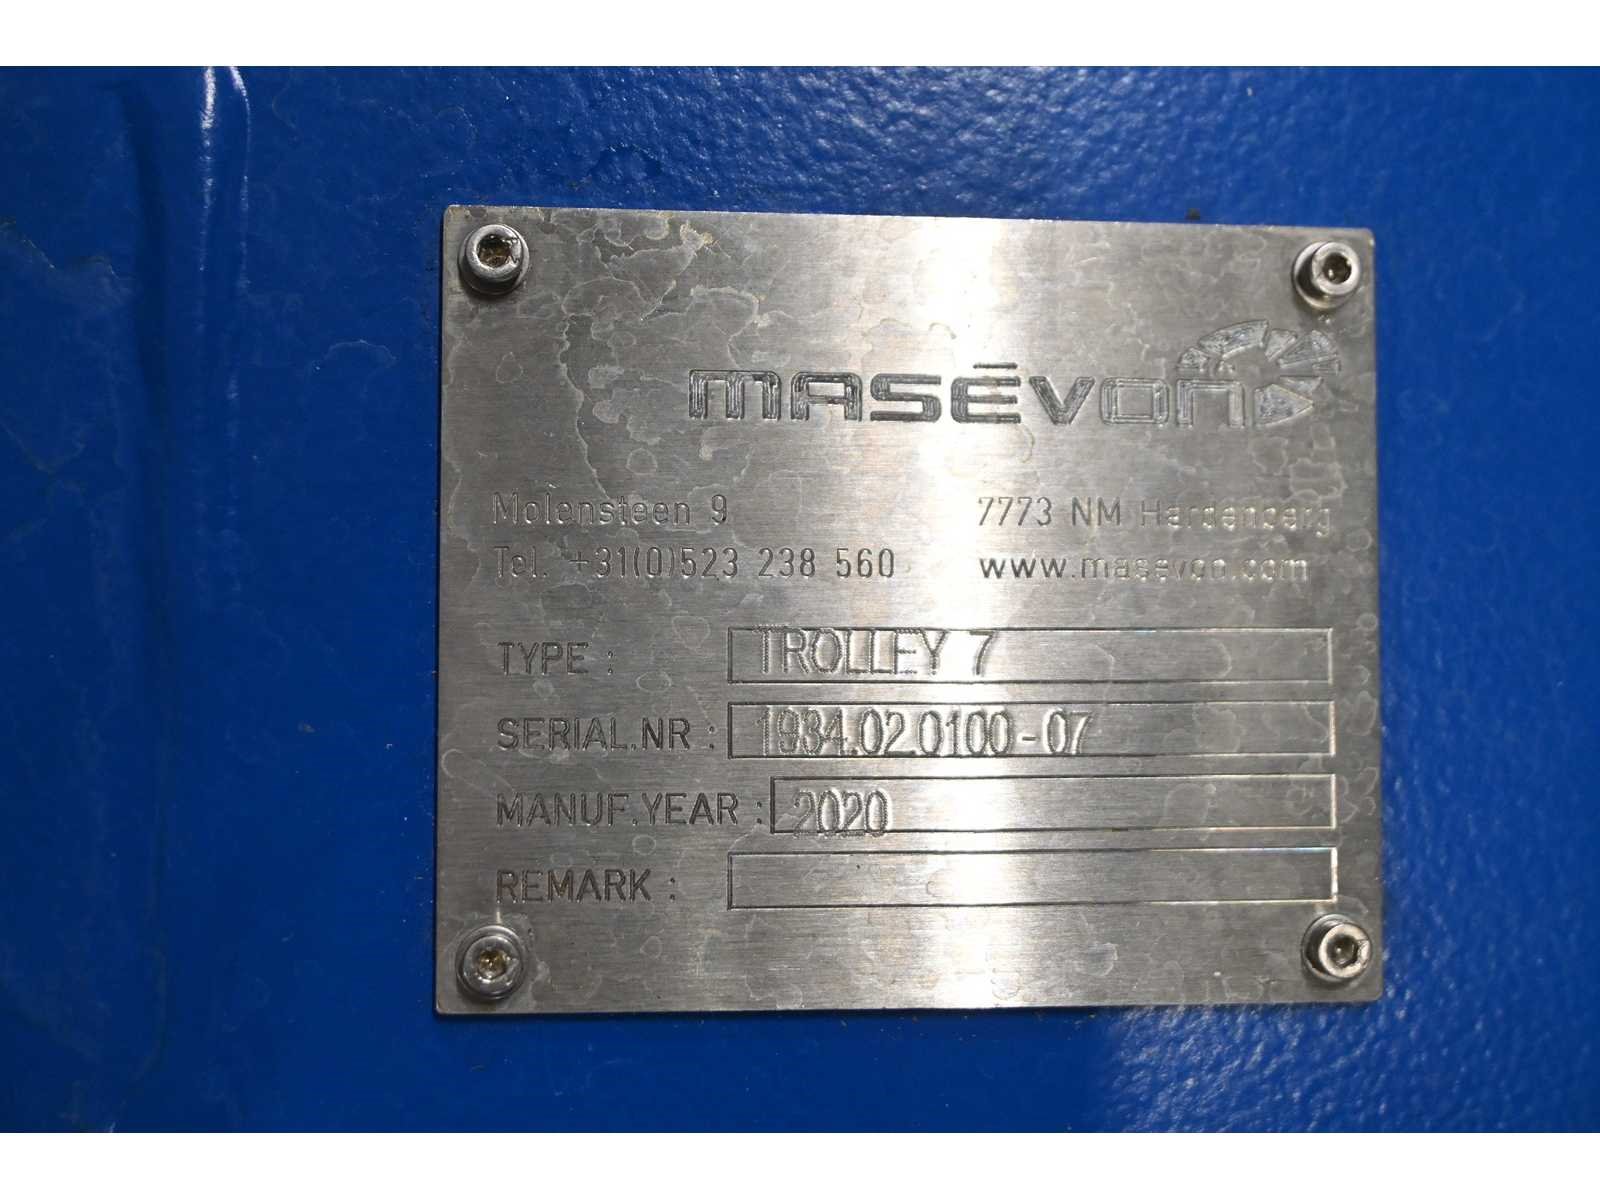 MASĒVON
Molensteen 9 7773 NM Hardenberg
Tel. +31(0)523 238 560 www.masevon.com
TYPE : TROLLEY 7
SERIAL.NR : 1934.02.0100-07
MANUF.YEAR : 2020
REMARK :